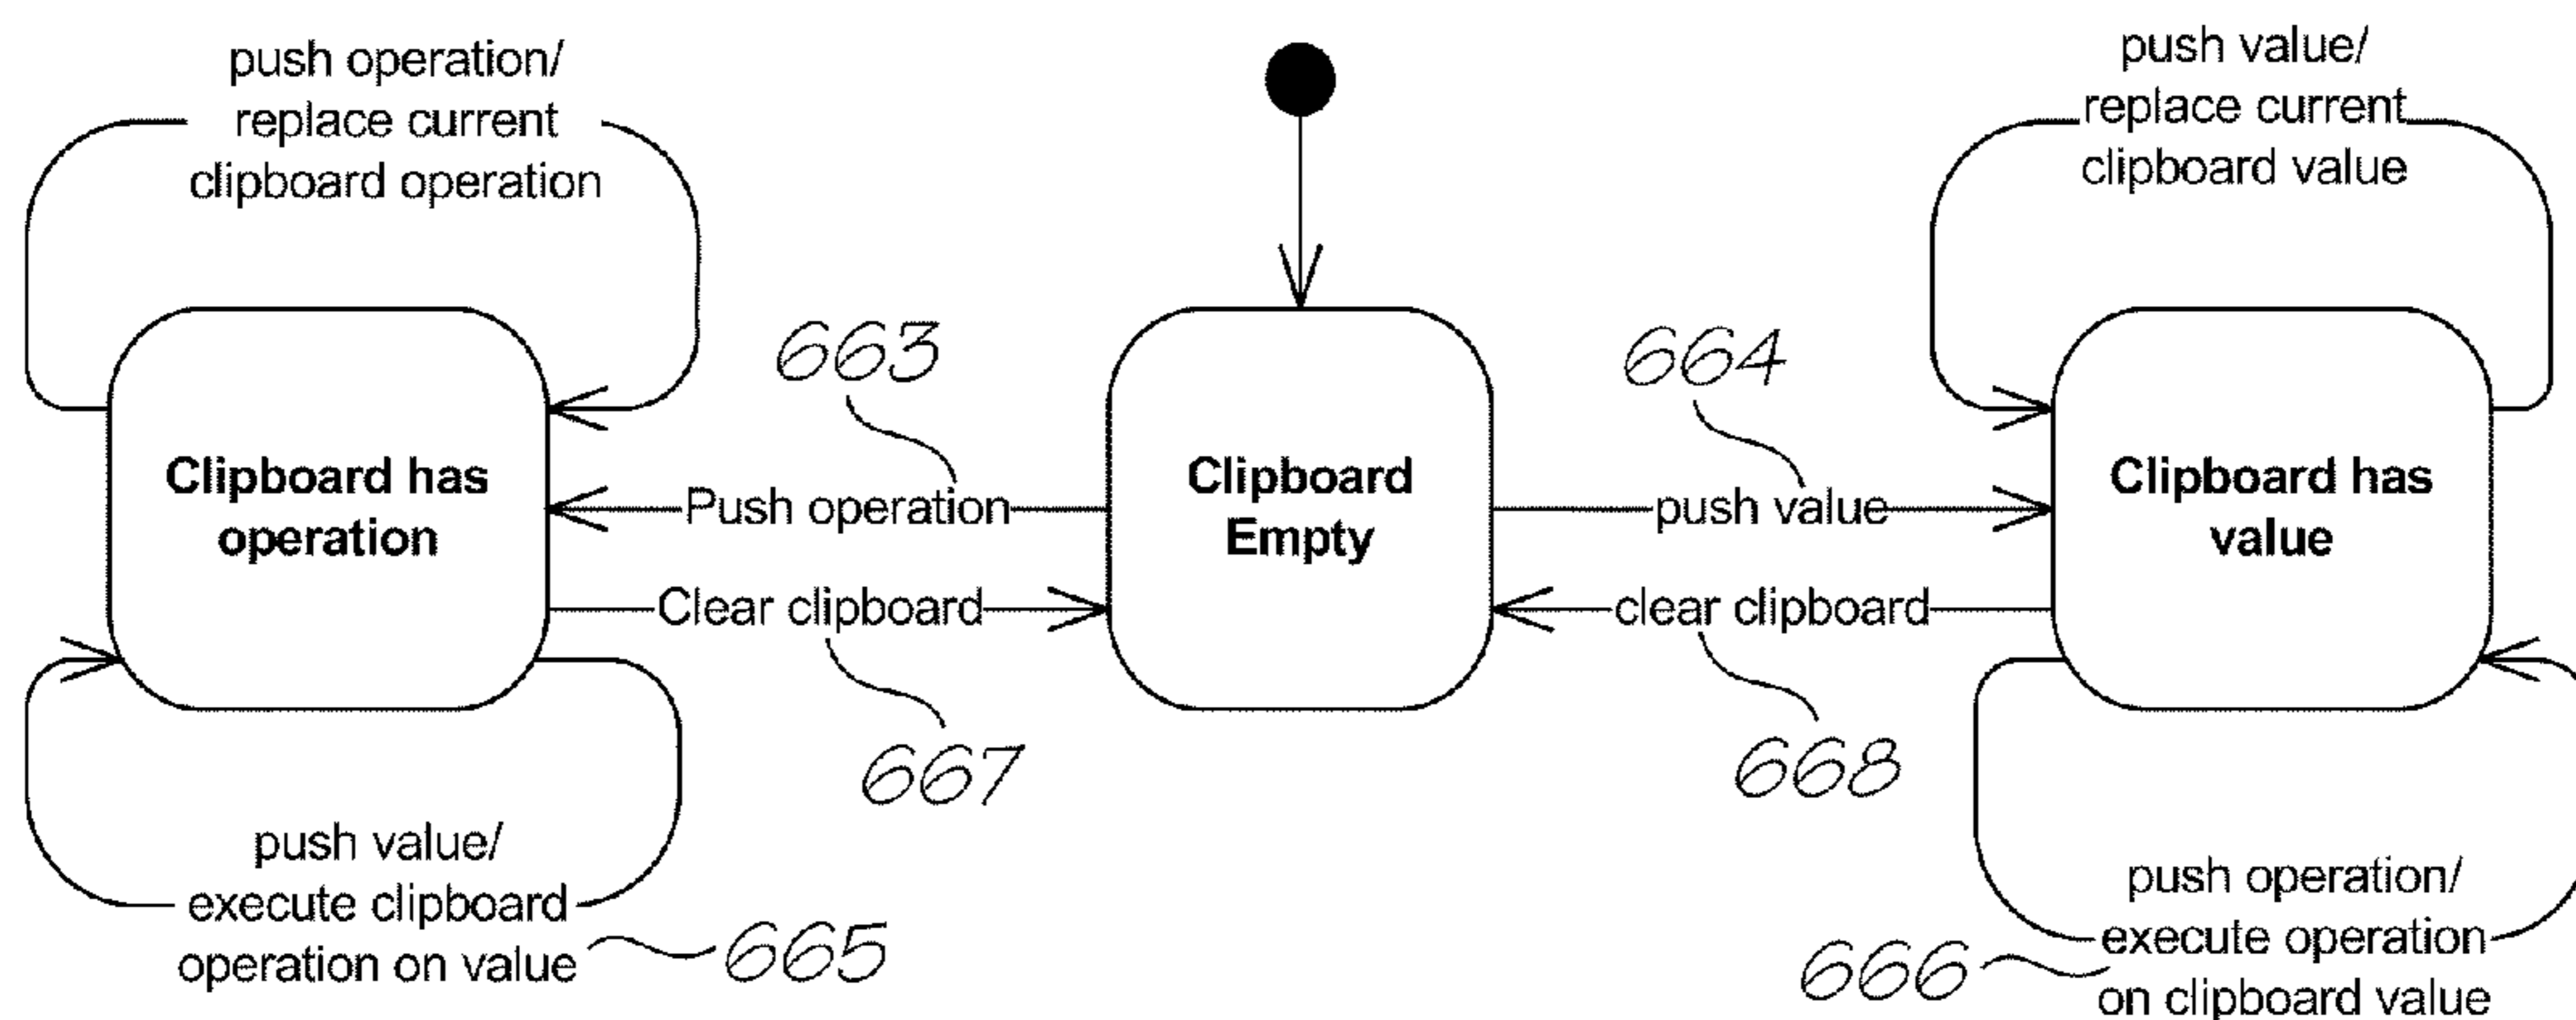 push operation/
replace current
clipboard operation
push value/
replace current
clipboard value
663
664
Clipboard has
operation
Push operation
Clipboard
Empty
push value
Clipboard has
value
Clear clipboard
clear clipboard
667
668
push value/
execute clipboard
operation on value
665
push operation/
execute operation
on clipboard value
666